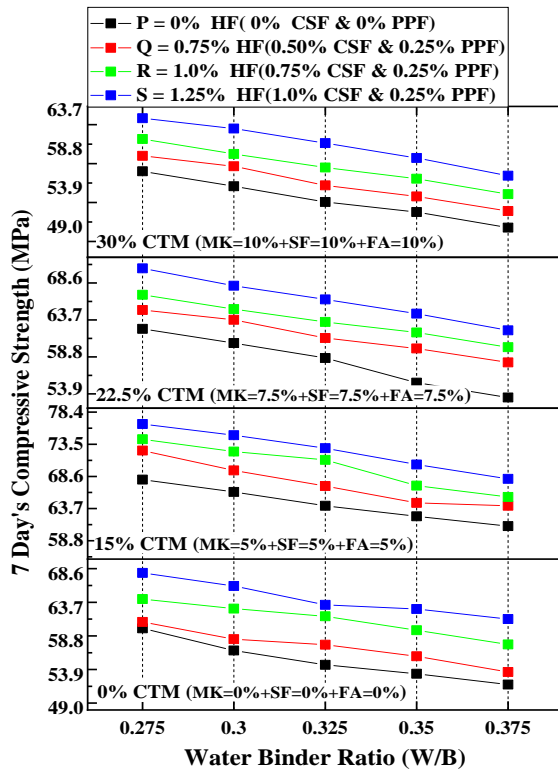 P = 0% HF( 0% CSF & 0% PPF)
Q = 0.75% HF(0.50% CSF & 0.25% PPF)
R = 1.0% HF(0.75% CSF & 0.25% PPF)
S = 1.25% HF(1.0% CSF & 0.25% PPF)
7 Day's Compressive Strength (MPa)
63.7
58.8
53.9
49.0
30% CTM (MK=10%+SF=10%+FA=10%)
68.6
63.7
58.8
53.9
22.5% CTM (MK=7.5%+SF=7.5%+FA=7.5%)
78.4
73.5
68.6
63.7
58.8
15% CTM (MK=5%+SF=5%+FA=5%)
68.6
63.7
58.8
53.9
49.0
0% CTM (MK=0%+SF=0%+FA=0%)
0.275 0.3 0.325 0.35 0.375
Water Binder Ratio (W/B)